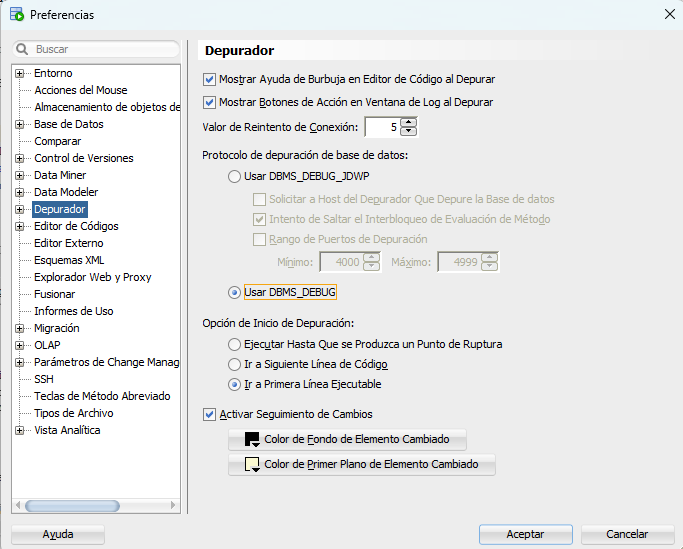 Preferencias
Buscar
Entorno
Acciones del Mouse
Almacenamiento de objetos de
Base de Datos
Comparar
Control de Versiones
Data Miner
Data Modeler
Depurador
Editor de Códigos
Editor Externo
Esquemas XML
Explorador Web y Proxy
Fusionar
Informes de Uso
Migración
OLAP
Parámetros de Change Manag
SSH
Teclas de Método Abreviado
Tipos de Archivo
Vista Analítica
Depurador
Mostrar Ayuda de Burbuja en Editor de Código al Depurar
Mostrar Botones de Acción en Ventana de Log al Depurar
Valor de Reintento de Conexión: 5
Protocolo de depuración de base de datos:
Usar DBMS_DEBUG_JDWP
Solicitar a Host del Depurador Que Depure la Base de datos
Intento de Saltar el Interbloqueo de Evaluación de Método
Rango de Puertos de Depuración
Mínimo: 4000 Máximo: 4999
Usar DBMS_DEBUG
Opción de Inicio de Depuración:
Ejecutar Hasta Que se Produzca un Punto de Ruptura
Ir a Siguiente Línea de Código
Ir a Primera Línea Ejecutable
Activar Seguimiento de Cambios
Color de Fondo de Elemento Cambiado
Color de Primer Plano de Elemento Cambiado
Ayuda
Aceptar
Cancelar